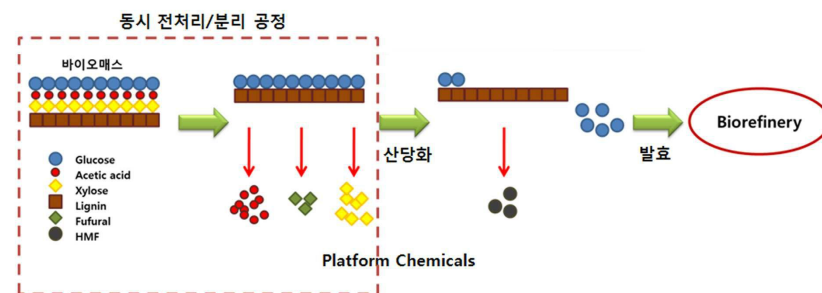 동시 전처리/분리 공정
바이오매스
Glucose
Acetic acid
Xylose
Lignin
Fufural
HMF
산당화
발효
Biorefinery
Platform Chemicals